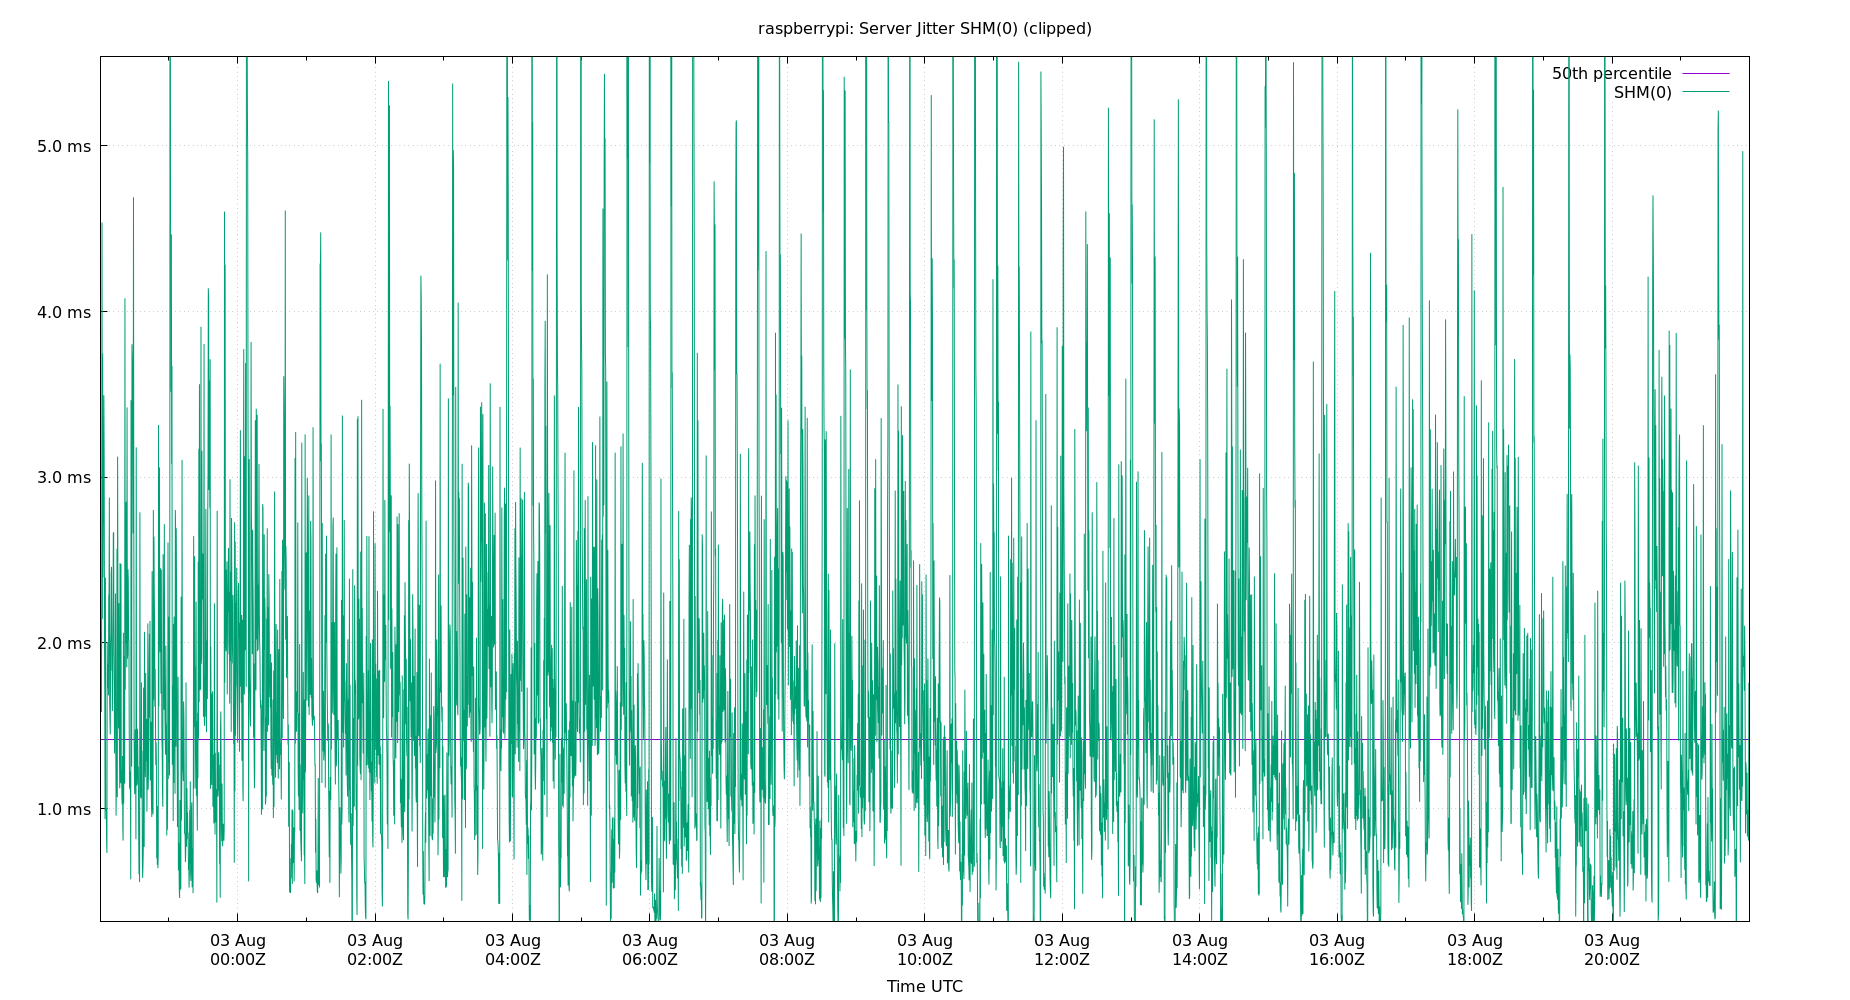 raspberrypi: Server Jitter SHM(0) (clipped)
50th percentile
SHM(0)
5.0 ms
4.0 ms
3.0 ms
2.0 ms
1.0 ms
03 Aug 03 Aug 03 Aug 03 Aug 03 Aug 03 Aug 03 Aug 03 Aug 03 Aug 03 Aug 03 Aug
00:00Z 02:00Z 04:00Z 06:00Z 08:00Z 10:00Z 12:00Z 14:00Z 16:00Z 18:00Z 20:00Z
Time UTC